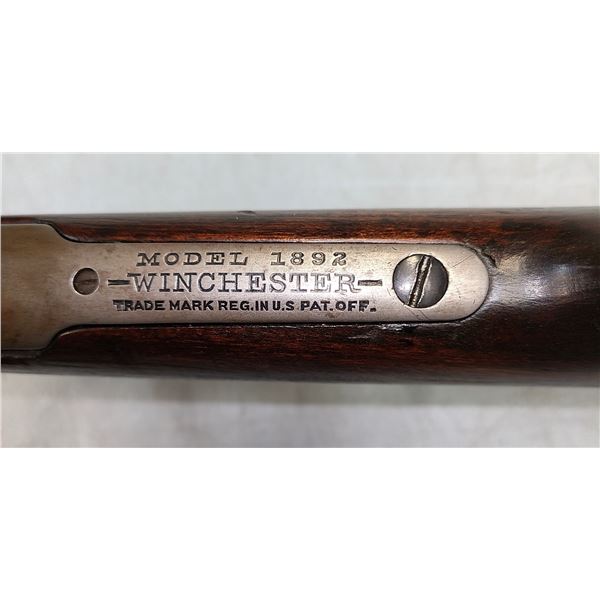 MODEL 1892
-WINCHESTER-
TRADE MARK REG. IN U.S. PAT. OFF.